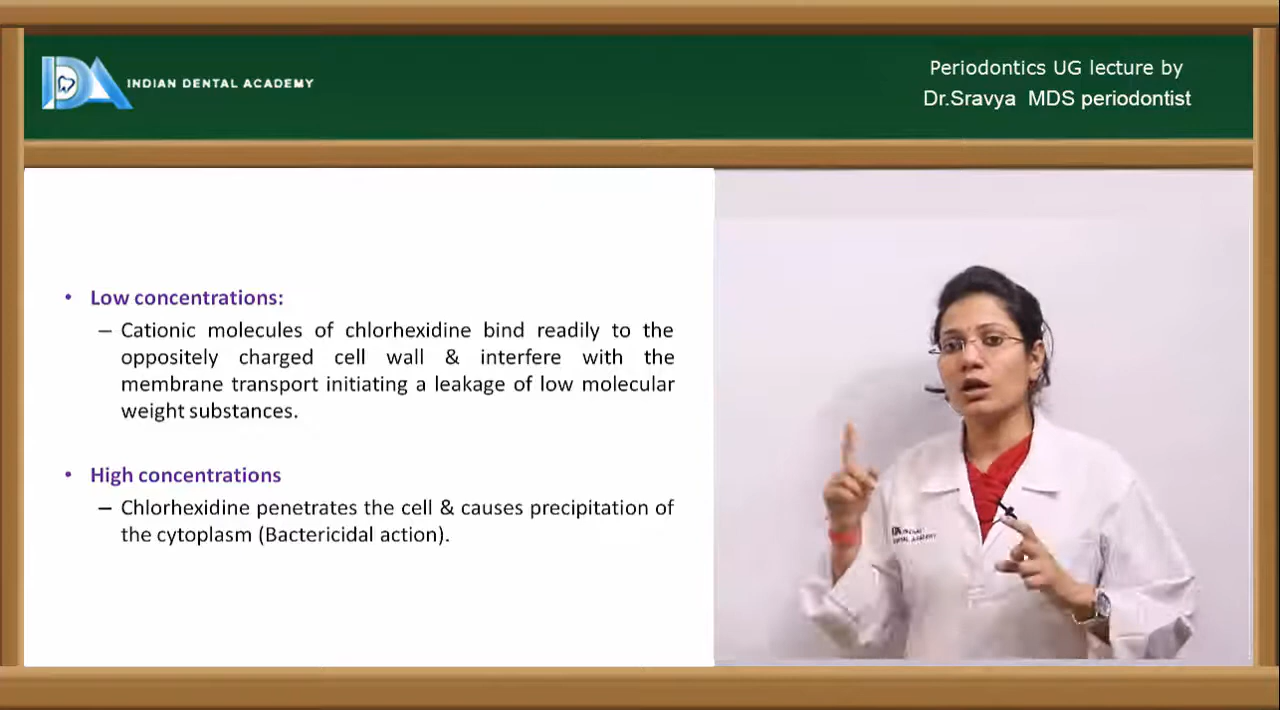 INDIAN DENTAL ACADEMY
Periodontics UG lecture by
Dr.Sravya MDS periodontist
• Low concentrations:
– Cationic molecules of chlorhexidine bind readily to the
oppositely charged cell wall & interfere with the
membrane transport initiating a leakage of low molecular
weight substances.
• High concentrations
– Chlorhexidine penetrates the cell & causes precipitation of
the cytoplasm (Bactericidal action).
DENTAL ACADEMY